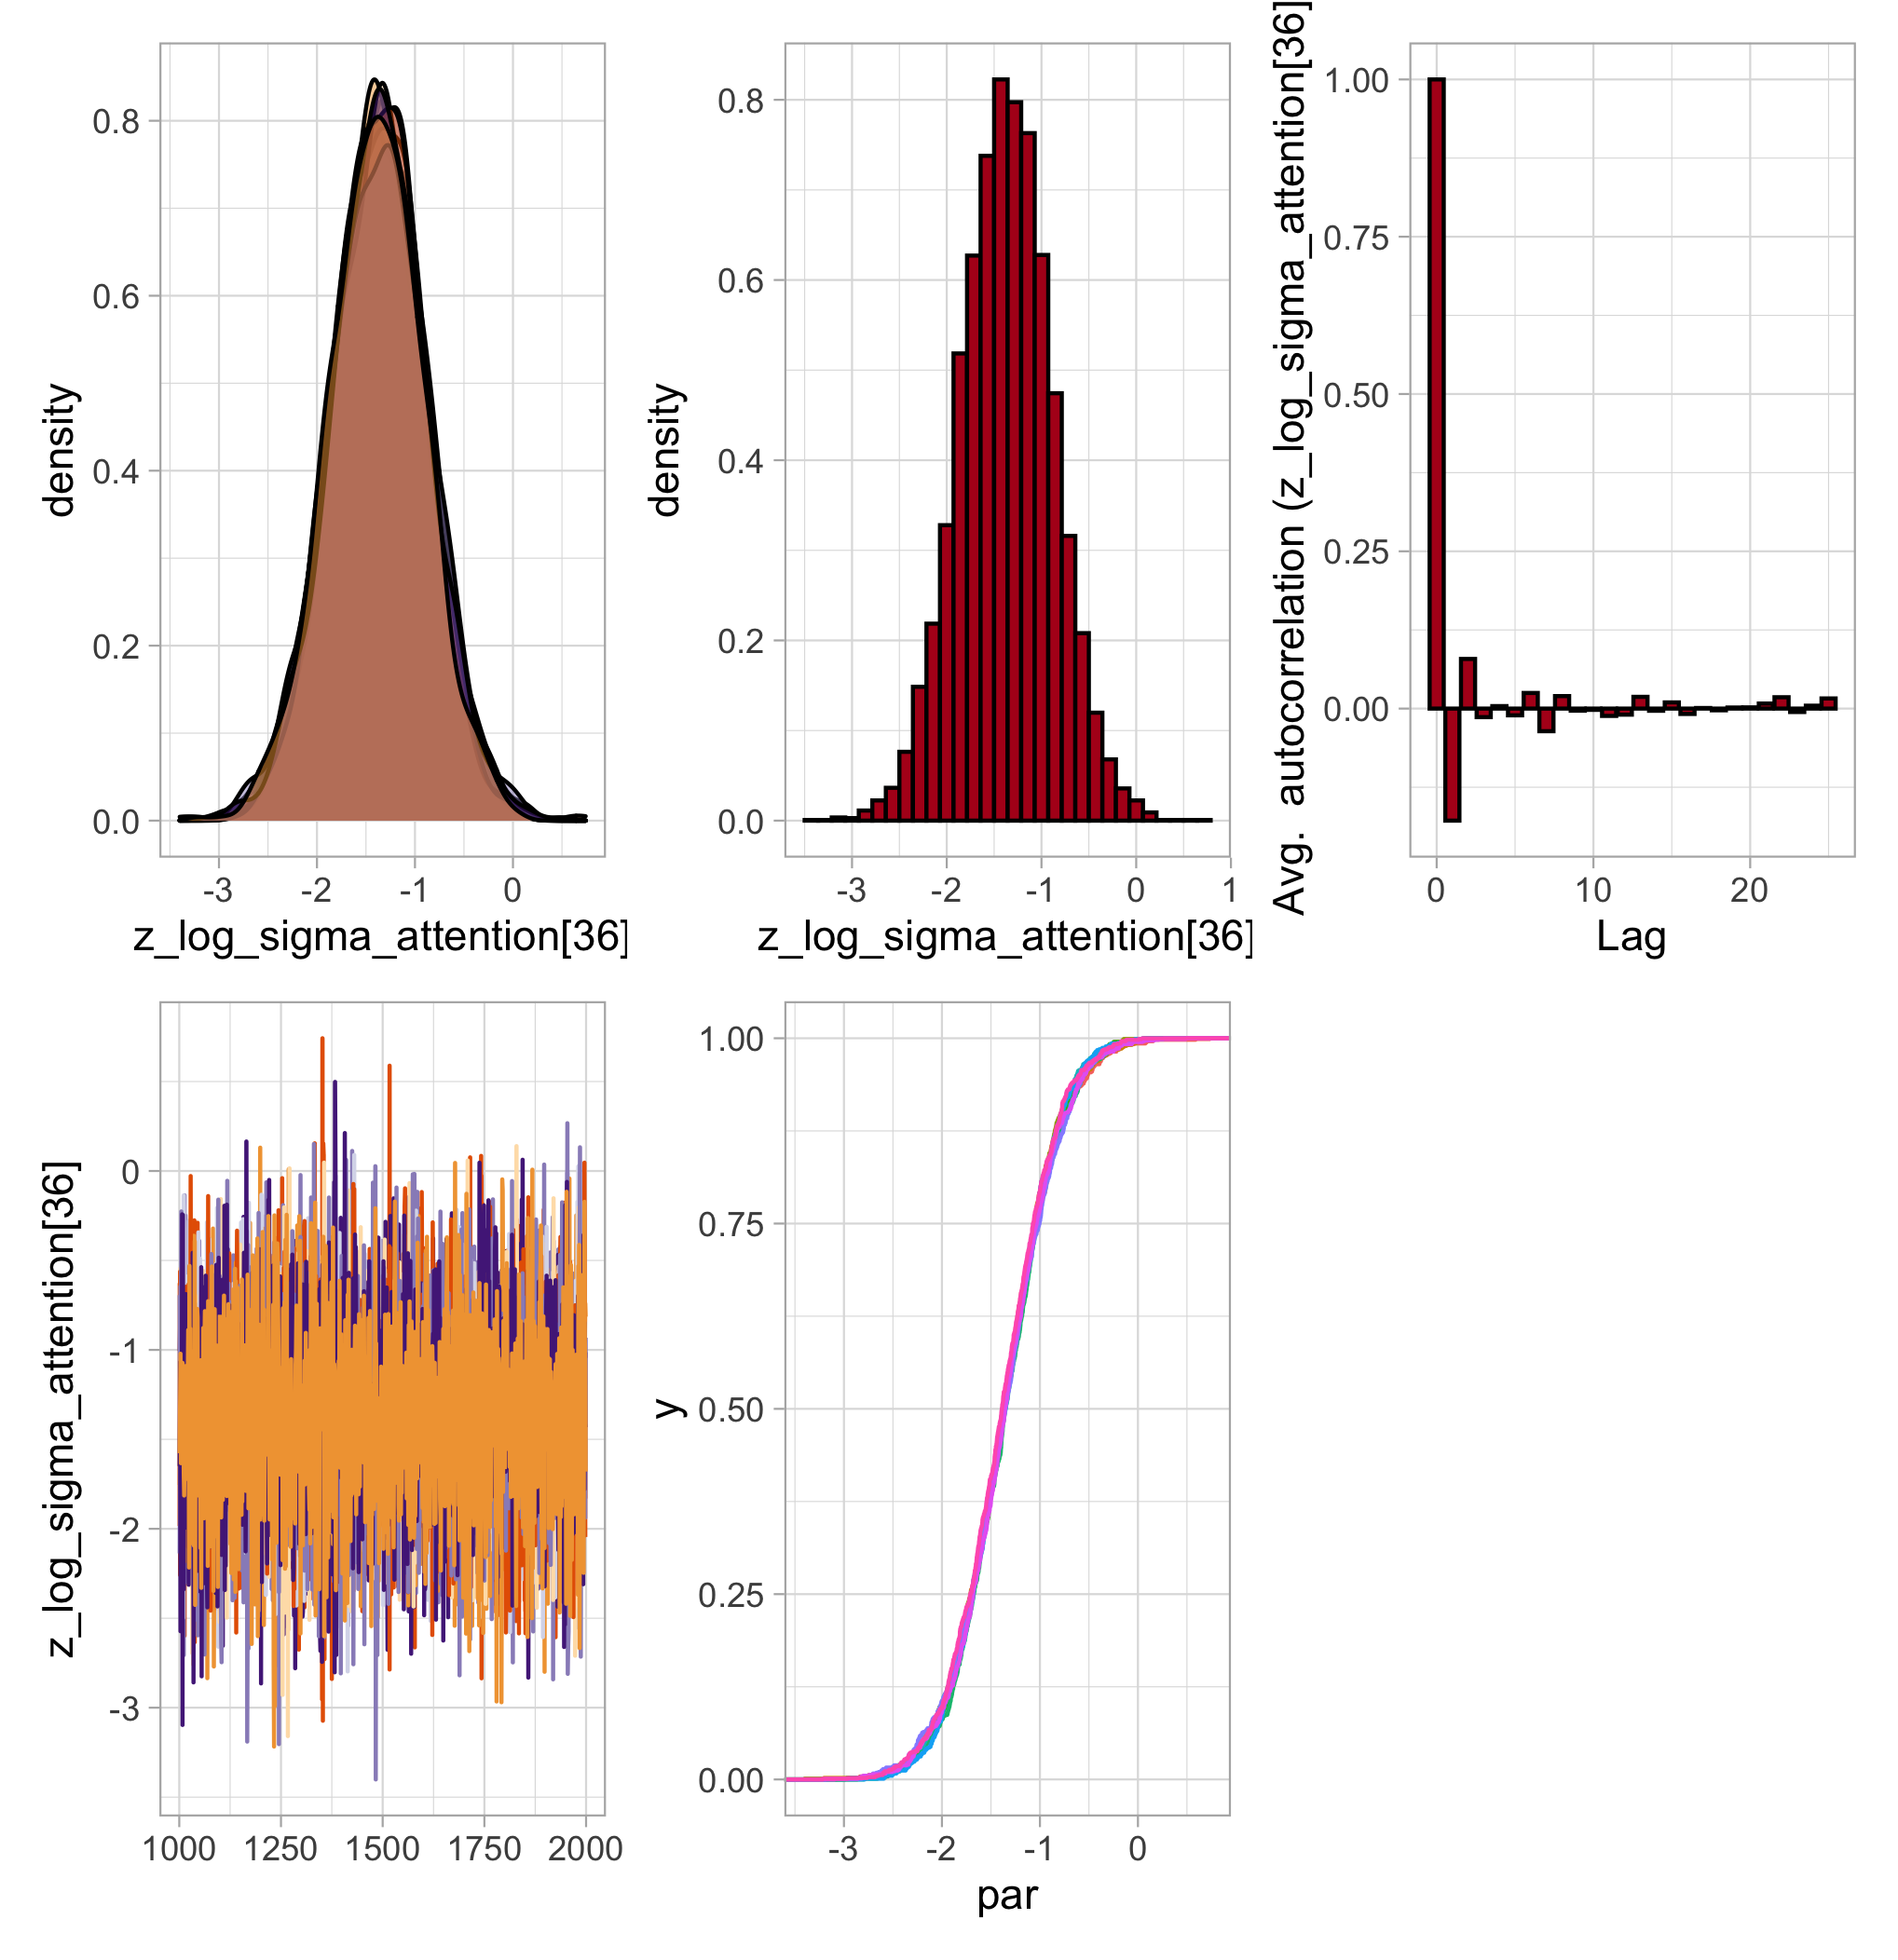 density
0.8
0.6
0.4
0.2
0.0
-3 -2 -1 0
z_log_sigma_attention[36]
density
0.8
0.6
0.4
0.2
0.0
-3 -2 -1 0 1
z_log_sigma_attention[36]
Avg. autocorrelation (z_log_sigma_attention[36]
1.00
0.75
0.50
0.25
0.00
0 10 20
Lag
z_log_sigma_attention[36]
0
-1
-2
-3
1000 1250 1500 1750 2000
y
1.00
0.75
0.50
0.25
0.00
-3 -2 -1 0
par